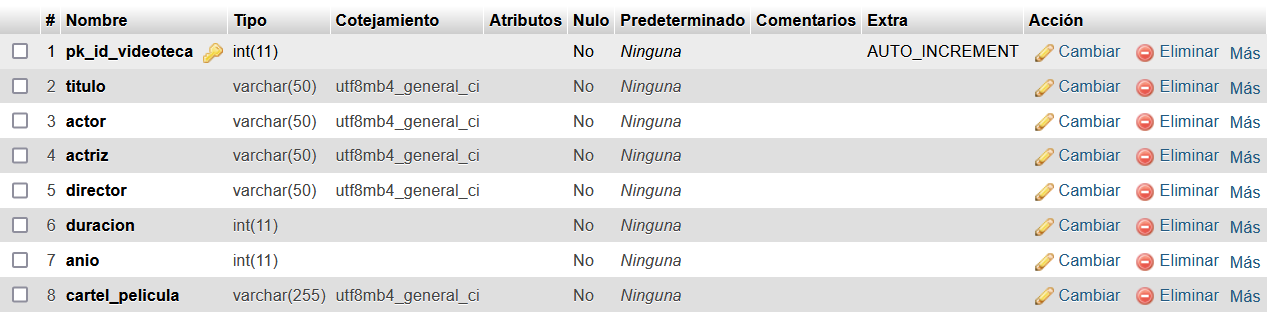 # Nombre Tipo Cotejamiento Atributos Nulo Predeterminado Comentarios Extra Acción
1 pk_id_videoteca int(11) No Ninguna AUTO_INCREMENT Cambiar Eliminar Más
2 titulo varchar(50) utf8mb4_general_ci No Ninguna Cambiar Eliminar Más
3 actor varchar(50) utf8mb4_general_ci No Ninguna Cambiar Eliminar Más
4 actriz varchar(50) utf8mb4_general_ci No Ninguna Cambiar Eliminar Más
5 director varchar(50) utf8mb4_general_ci No Ninguna Cambiar Eliminar Más
6 duracion int(11) No Ninguna Cambiar Eliminar Más
7 anio int(11) No Ninguna Cambiar Eliminar Más
8 cartel_pelicula varchar(255) utf8mb4_general_ci No Ninguna Cambiar Eliminar Más